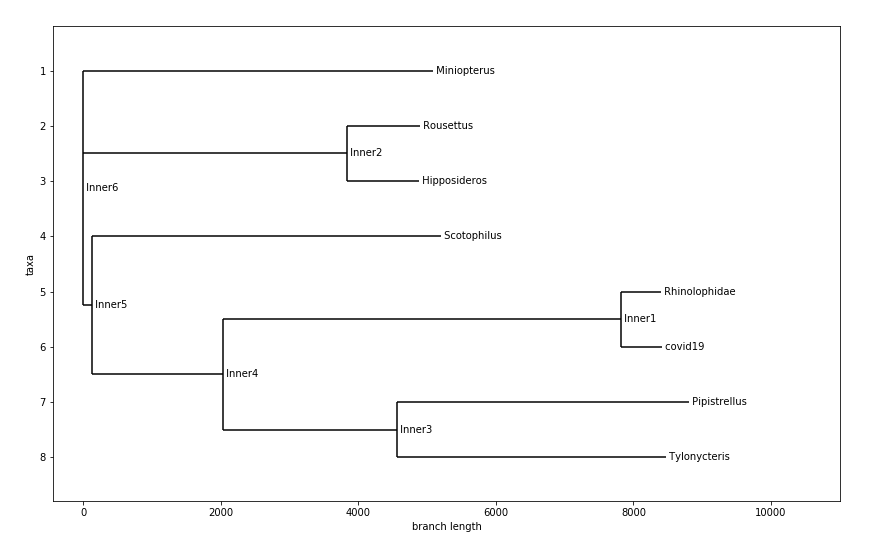 1
Miniopterus
2
Rousettus
Inner2
3
Hipposideros
Inner6
4
Scotophilus
taxa
5
Rhinolophidae
Inner5
Inner1
6
covid19
Inner4
7
Pipistrellus
Inner3
8
Tylonycteris
0 2000 4000 6000 8000 10000
branch length